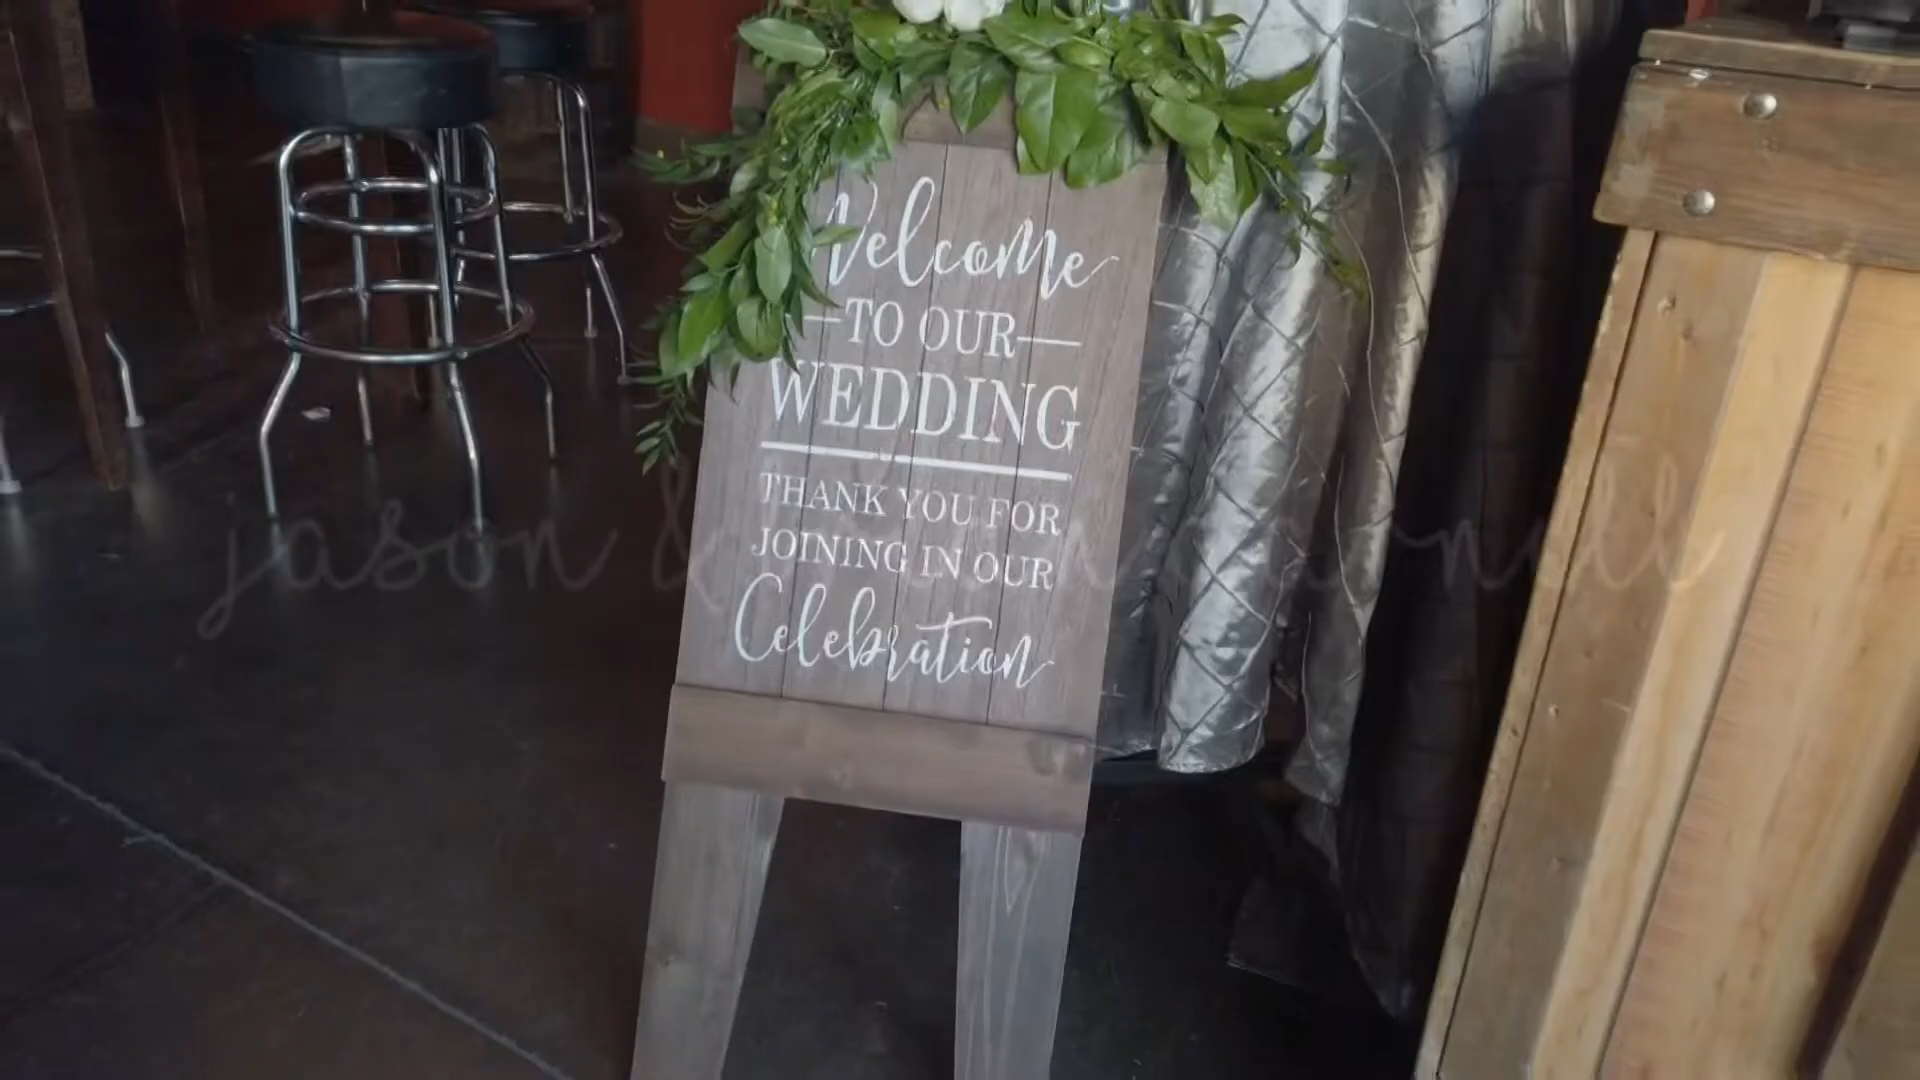 Welcome
TO OUR
WEDDING
THANK YOU FOR
JOINING IN OUR
Celebration
jason &